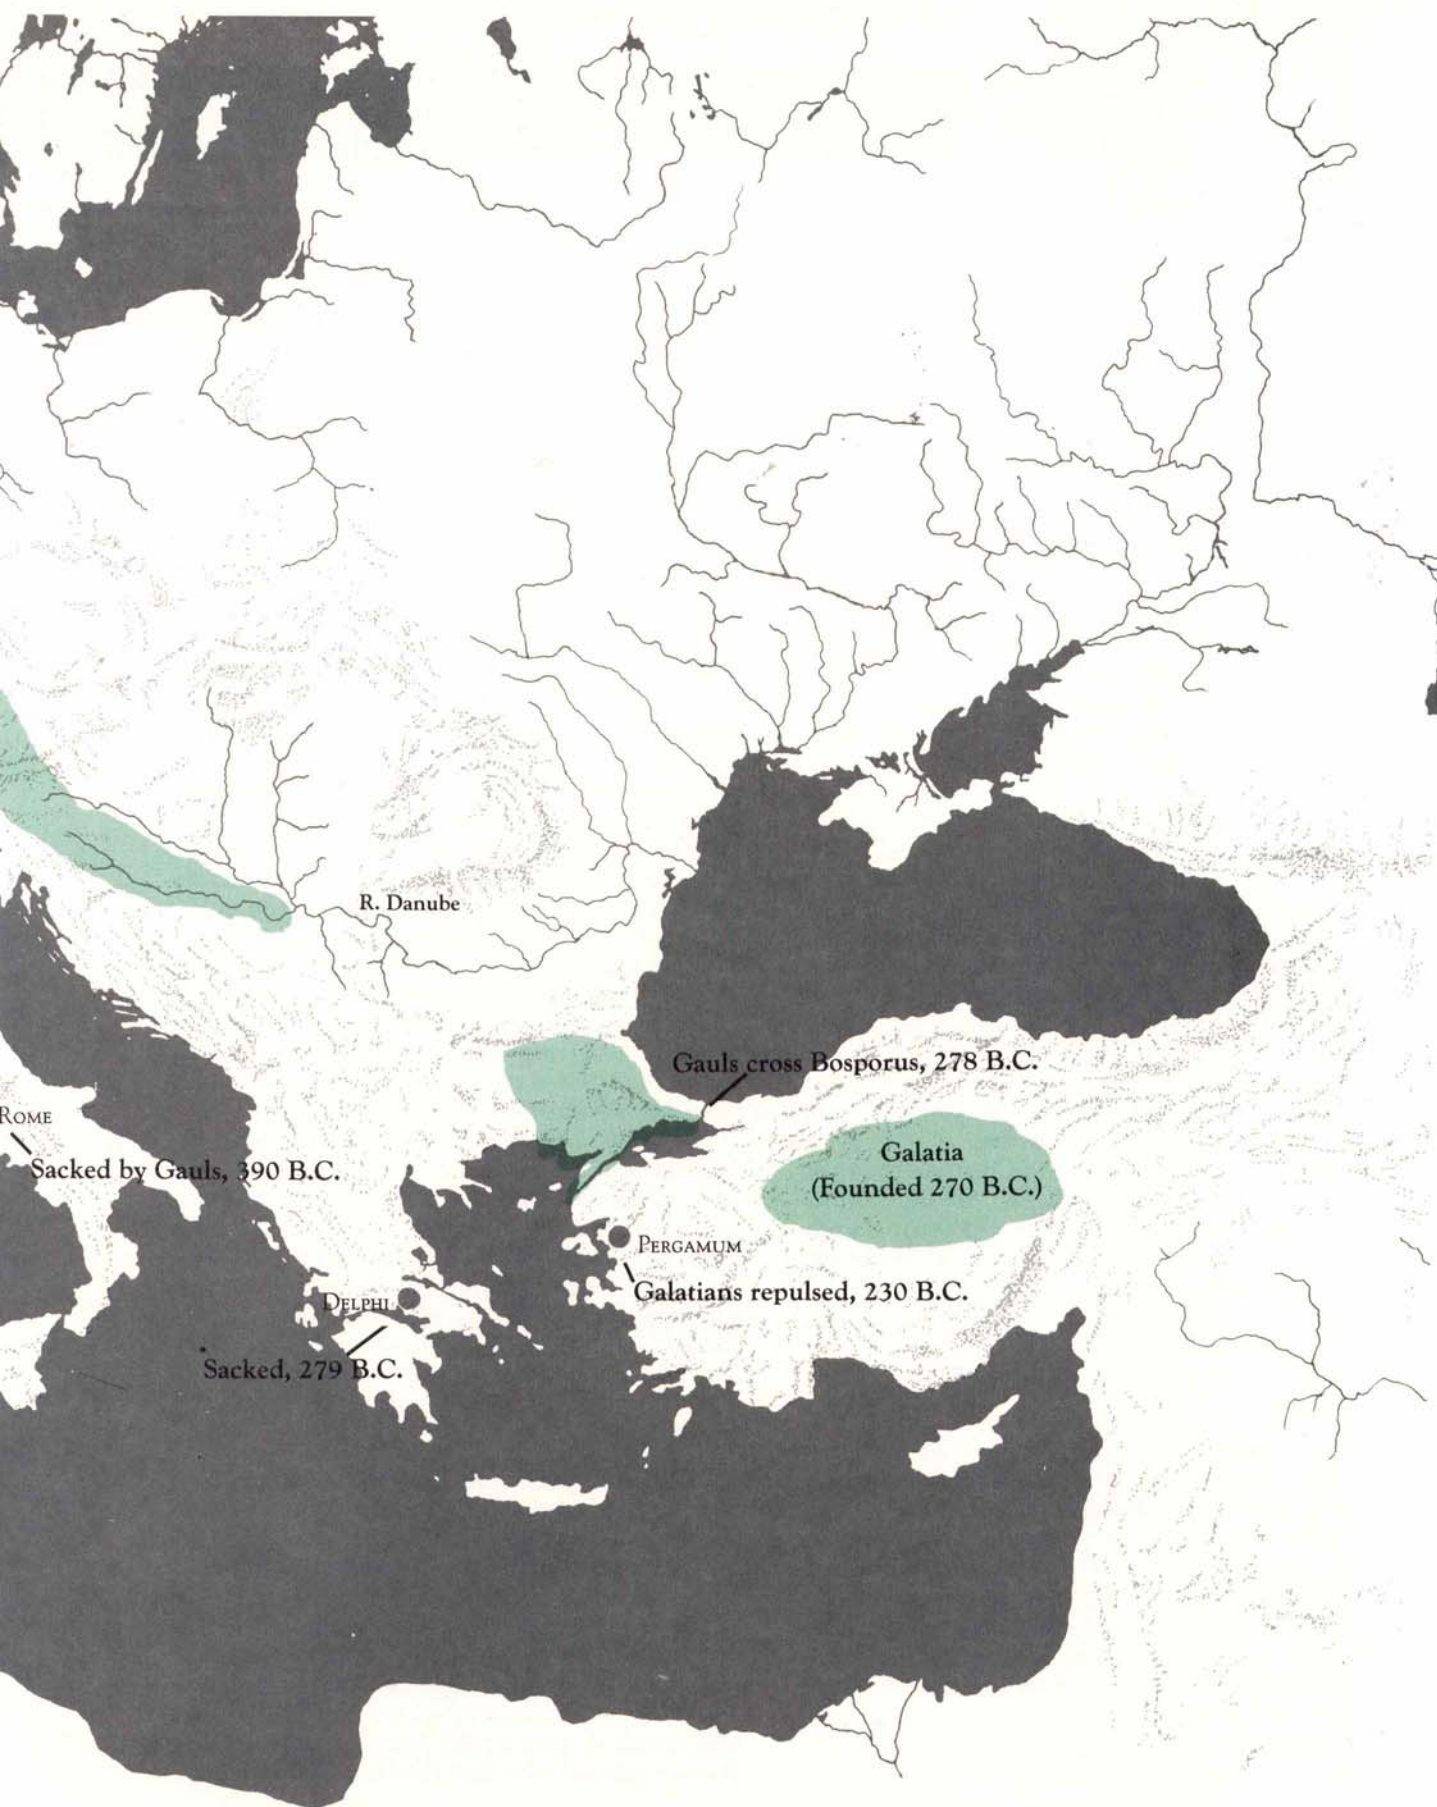 R. Danube
Gauls cross Bosporus, 278 B.C.
ROME
Sacked by Gauls, 390 B.C.
Galatia
(Founded 270 B.C.)
PERGAMUM
Galatians repulsed, 230 B.C.
DELPHI
Sacked, 279 B.C.